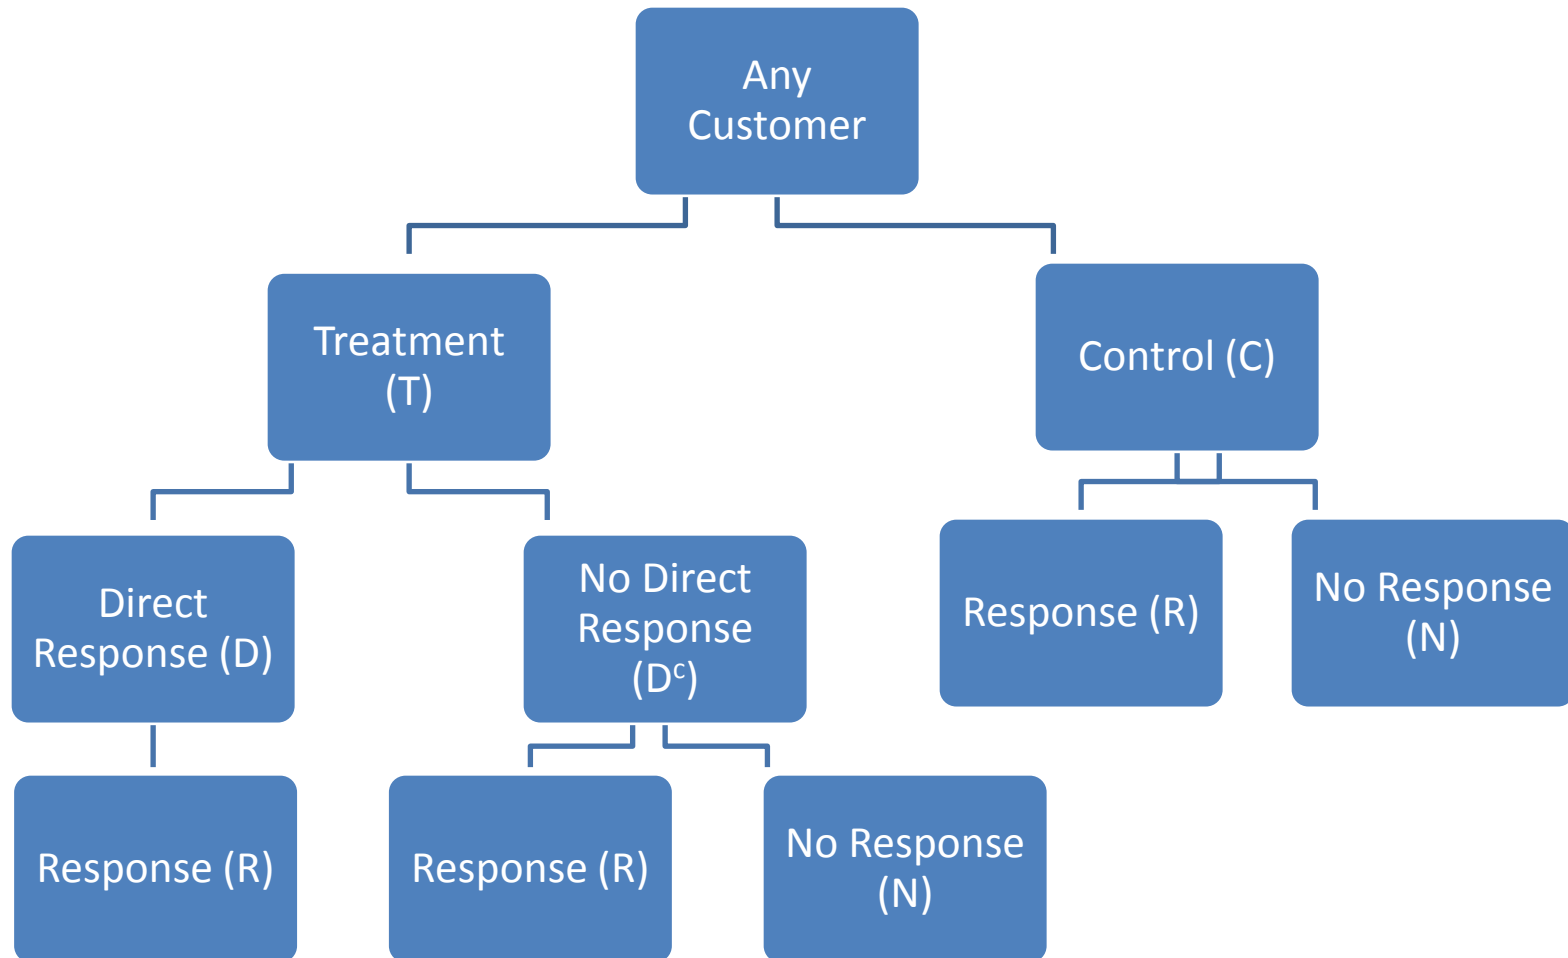 Any
Customer
Treatment
(T)
Control (C)
Direct
Response (D)
No Direct
Response
(Dᶜ)
Response (R)
No Response
(N)
Response (R)
Response (R)
No Response
(N)